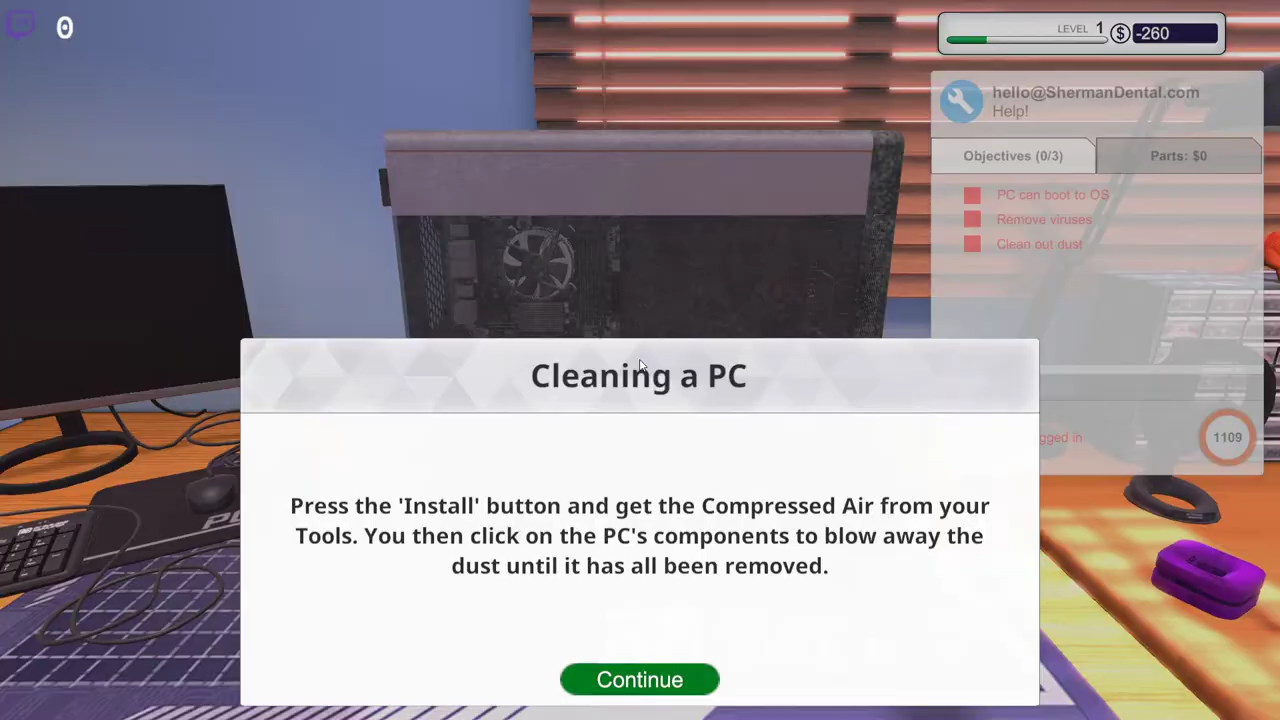 0
LEVEL 1
$ -260
hello@ShermanDental.com
Help!
Objectives (0/3)
Parts: $0
PC can boot to OS
Remove viruses
Clean out dust
gged in
1109
Cleaning a PC
Press the 'Install' button and get the Compressed Air from your
Tools. You then click on the PC's components to blow away the
dust until it has all been removed.
Continue